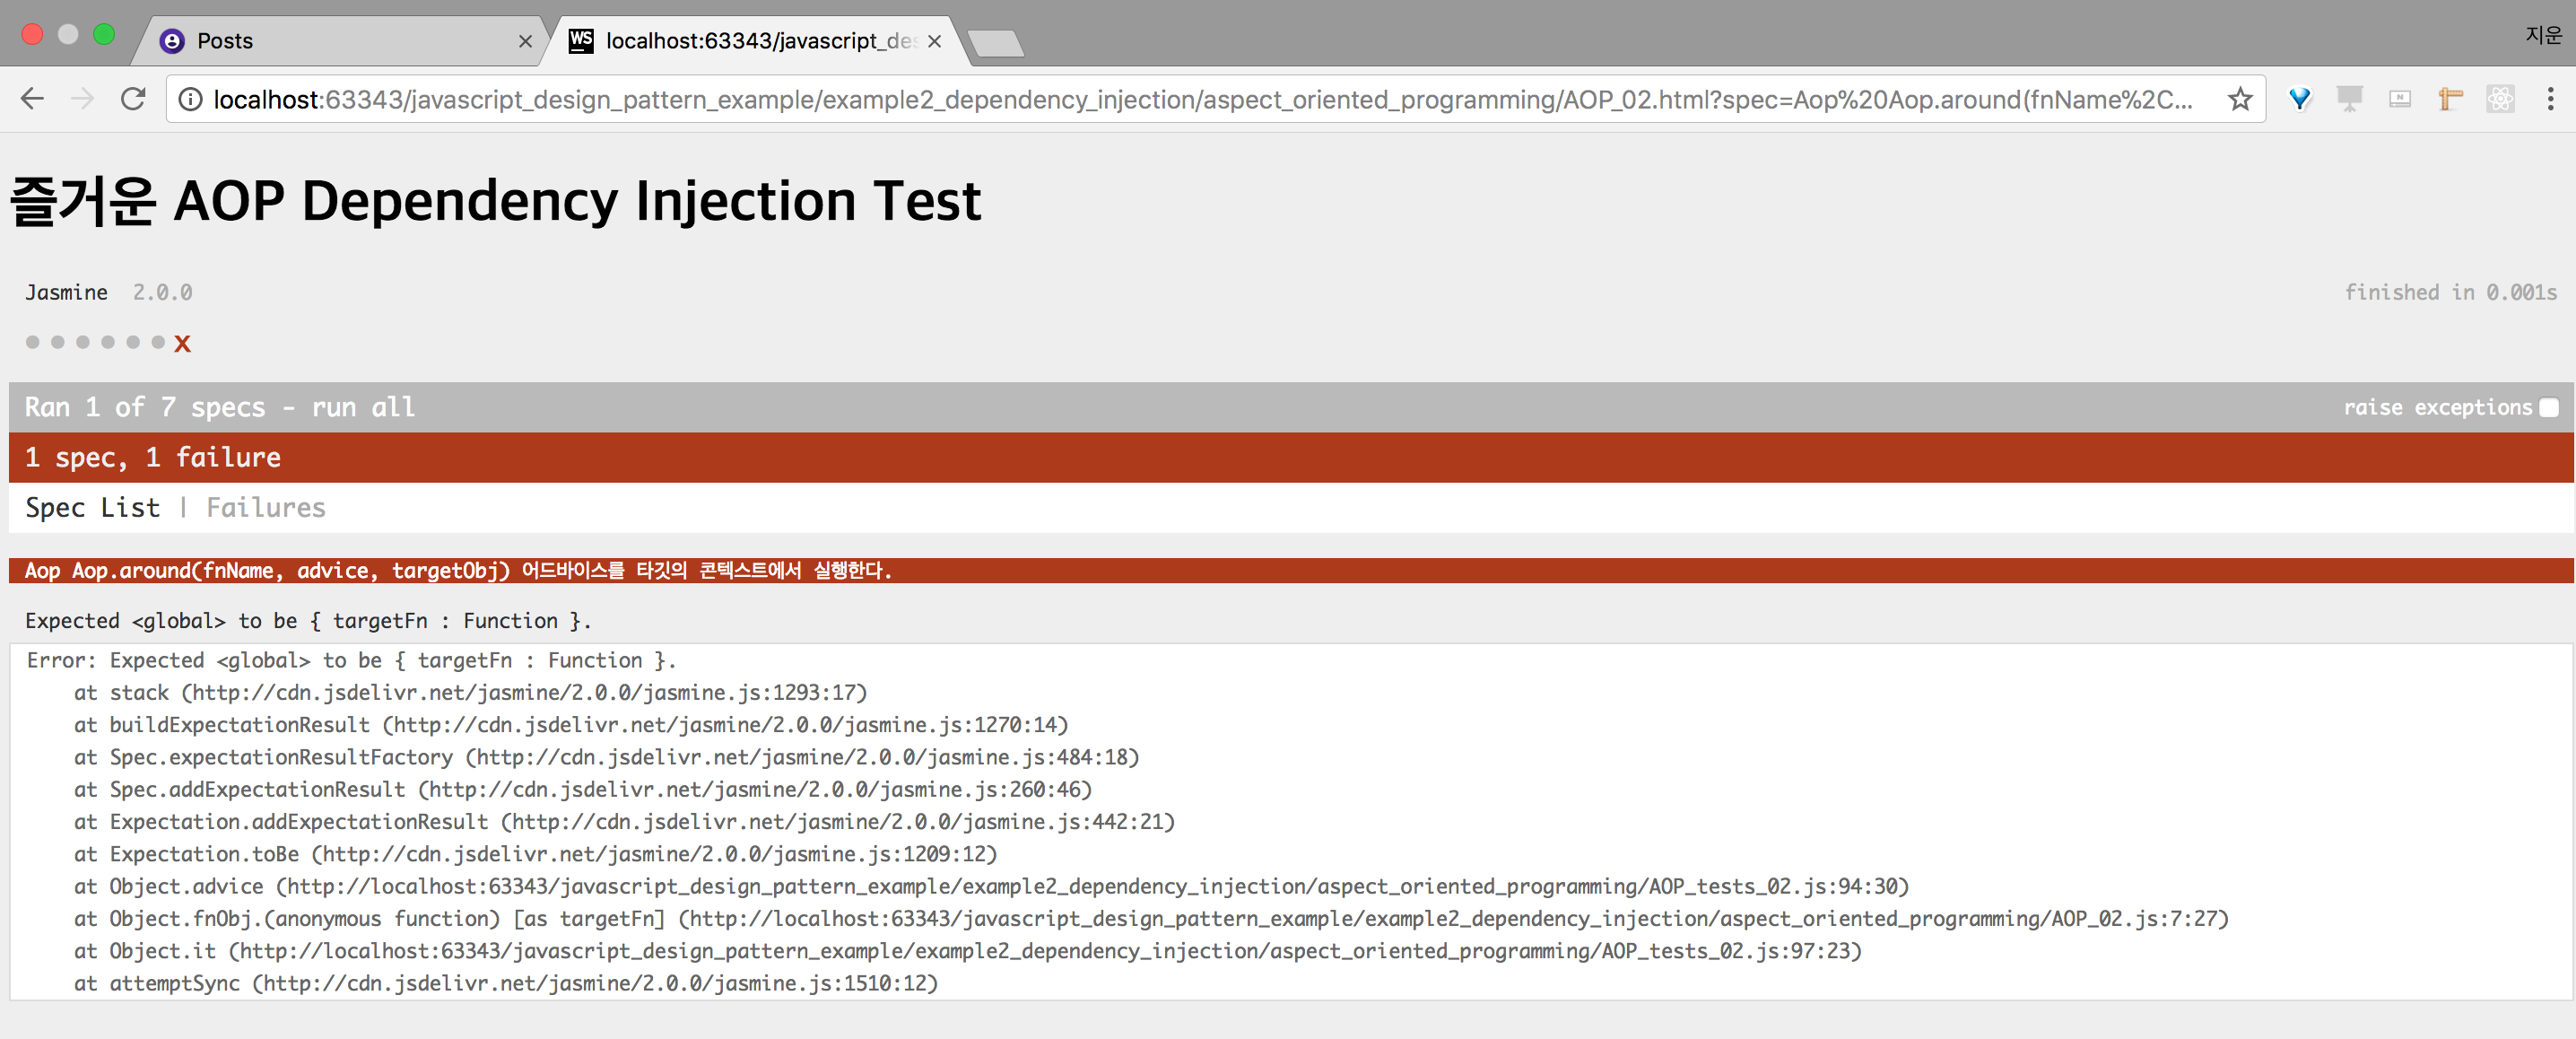 Posts
WS localhost:63343/javascript_des
지운
localhost:63343/javascript_design_pattern_example/example2_dependency_injection/aspect_oriented_programming/AOP_02.html?spec=Aop%20Aop.around(fnName%2C...
즐거운 AOP Dependency Injection Test
Jasmine 2.0.0 finished in 0.001s
Ran 1 of 7 specs - run all raise exceptions
1 spec, 1 failure
Spec List | Failures
Aop Aop.around(fnName, advice, targetObj) 어드바이스를 타깃의 콘텍스트에서 실행한다.
Expected <global> to be { targetFn : Function }.
Error: Expected <global> to be { targetFn : Function }.
at stack (http://cdn.jsdelivr.net/jasmine/2.0.0/jasmine.js:1293:17)
at buildExpectationResult (http://cdn.jsdelivr.net/jasmine/2.0.0/jasmine.js:1270:14)
at Spec.expectationResultFactory (http://cdn.jsdelivr.net/jasmine/2.0.0/jasmine.js:484:18)
at Spec.addExpectationResult (http://cdn.jsdelivr.net/jasmine/2.0.0/jasmine.js:260:46)
at Expectation.addExpectationResult (http://cdn.jsdelivr.net/jasmine/2.0.0/jasmine.js:442:21)
at Expectation.toBe (http://cdn.jsdelivr.net/jasmine/2.0.0/jasmine.js:1209:12)
at Object.advice (http://localhost:63343/javascript_design_pattern_example/example2_dependency_injection/aspect_oriented_programming/AOP_tests_02.js:94:30)
at Object.fnObj.(anonymous function) [as targetFn] (http://localhost:63343/javascript_design_pattern_example/example2_dependency_injection/aspect_oriented_programming/AOP_02.js:7:27)
at Object.it (http://localhost:63343/javascript_design_pattern_example/example2_dependency_injection/aspect_oriented_programming/AOP_tests_02.js:97:23)
at attemptSync (http://cdn.jsdelivr.net/jasmine/2.0.0/jasmine.js:1510:12)